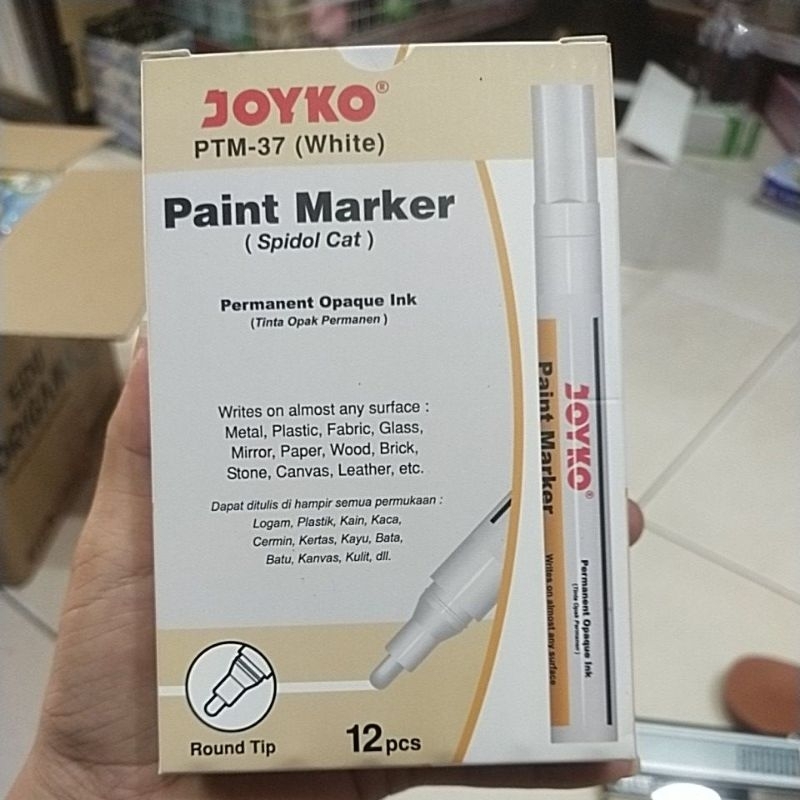 JOYKO®
PTM-37 (White)
Paint Marker
( Spidol Cat )
Permanent Opaque Ink
(Tinta Opak Permanen )
Writes on almost any surface :
Metal, Plastic, Fabric, Glass,
Mirror, Paper, Wood, Brick,
Stone, Canvas, Leather, etc.
Dapat ditulis di hampir semua permukaan :
Logam, Plastik, Kain, Kaca,
Cermin, Kertas, Kayu, Bata,
Batu, Kanvas, Kulit, dll.
Round Tip
12 pcs
JOYKO®
Paint Marker
Permanent Opaque Ink
(Tinta Opak Permanen )
Writes on almost any surface